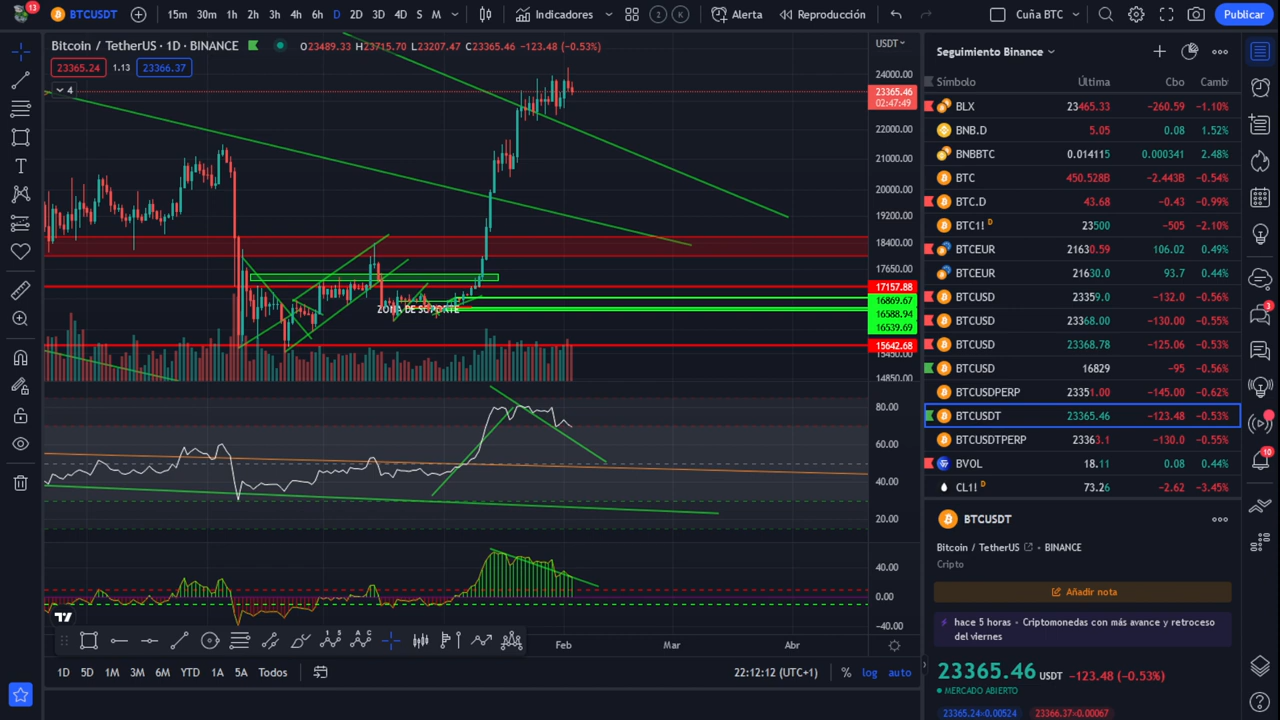 13
BTCUSDT
15m 30m 1h 2h 3h 4h 6h D 2D 3D 4D S M
Indicadores
2 K
Alerta
Reproducción
Cuña BTC
Publicar
Bitcoin / TetherUS · 1D · BINANCE
O23489.33 H23715.70 L23207.47 C23365.46 −123.48 (−0.53%)
23365.24 1.13 23366.37
4
USDT
24000.00
23365.46
02:47:49
22000.00
21000.00
20000.00
19200.00
18400.00
17650.00
17157.88
16869.67
16588.94
16539.69
15642.68
15450.00
14850.00
ZONA DE SOPORTE
80.00
60.00
40.00
20.00
40.00
0.00
−40.00
Feb Mar Abr
1D 5D 1M 3M 6M YTD 1A 5A Todos
22:12:12 (UTC+1)
% log auto
Seguimiento Binance
Símbolo Última Cbo Camb
BLX 23465.33 −260.59 −1.10%
BNB.D 5.05 0.08 1.52%
BNBBTC 0.014115 0.000341 2.48%
BTC 450.528B −2.443B −0.54%
BTC.D 43.68 −0.43 −0.99%
BTC1! D 23500 −505 −2.10%
BTCEUR 21630.59 106.02 0.49%
BTCEUR 21630.0 93.7 0.49%
BTCUSD 23359.0 −132.0 −0.56%
BTCUSD 23368.00 −130.00 −0.55%
BTCUSD 23368.78 −125.06 −0.53%
BTCUSD 16829 −95 −0.56%
BTCUSDPERP 23351.00 −145.00 −0.62%
BTCUSDT 23365.46 −123.48 −0.53%
BTCUSDTPERP 23363.1 −130.0 −0.55%
BVOL 18.11 0.08 0.44%
CL1! D 73.26 −2.62 −3.45%
BTCUSDT
Bitcoin / TetherUS · BINANCE
Cripto
Añadir nota
hace 5 horas · Criptomonedas con más avance y retroceso
del viernes
23365.46 USDT −123.48 (−0.53%)
MERCADO ABIERTO
23365.24×0.00524 23366.37×0.00067
3
10